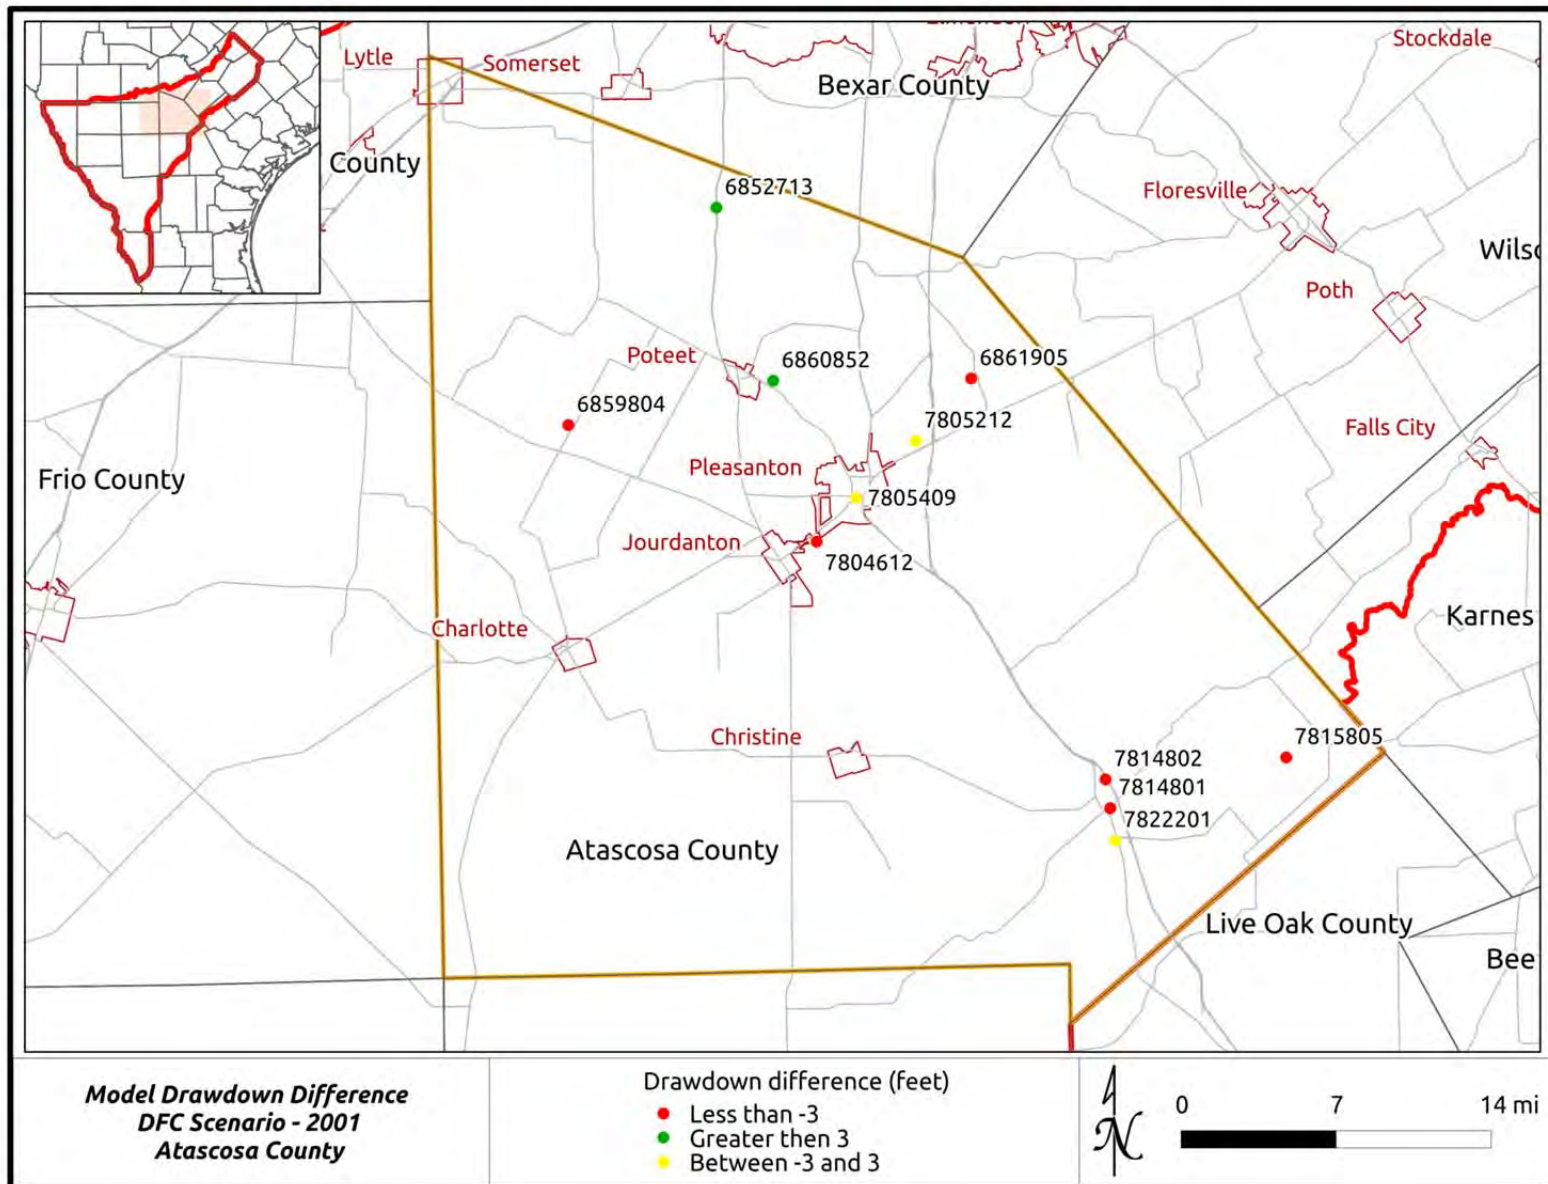 Lytle
Somerset
Bexar County
Stockdale
County
6852713
Floresville
Wils
Poth
Poteet
6860852
6861905
6859804
7805212
Falls City
Frio County
Pleasanton
7805409
Jourdanton
7804612
Karnes
Charlotte
Christine
7815805
7814802
7814801
7822201
Atascosa County
Live Oak County
Bee
Model Drawdown Difference
DFC Scenario - 2001
Atascosa County
Drawdown difference (feet)
Less than -3
Greater then 3
Between -3 and 3
N
0 7 14 mi